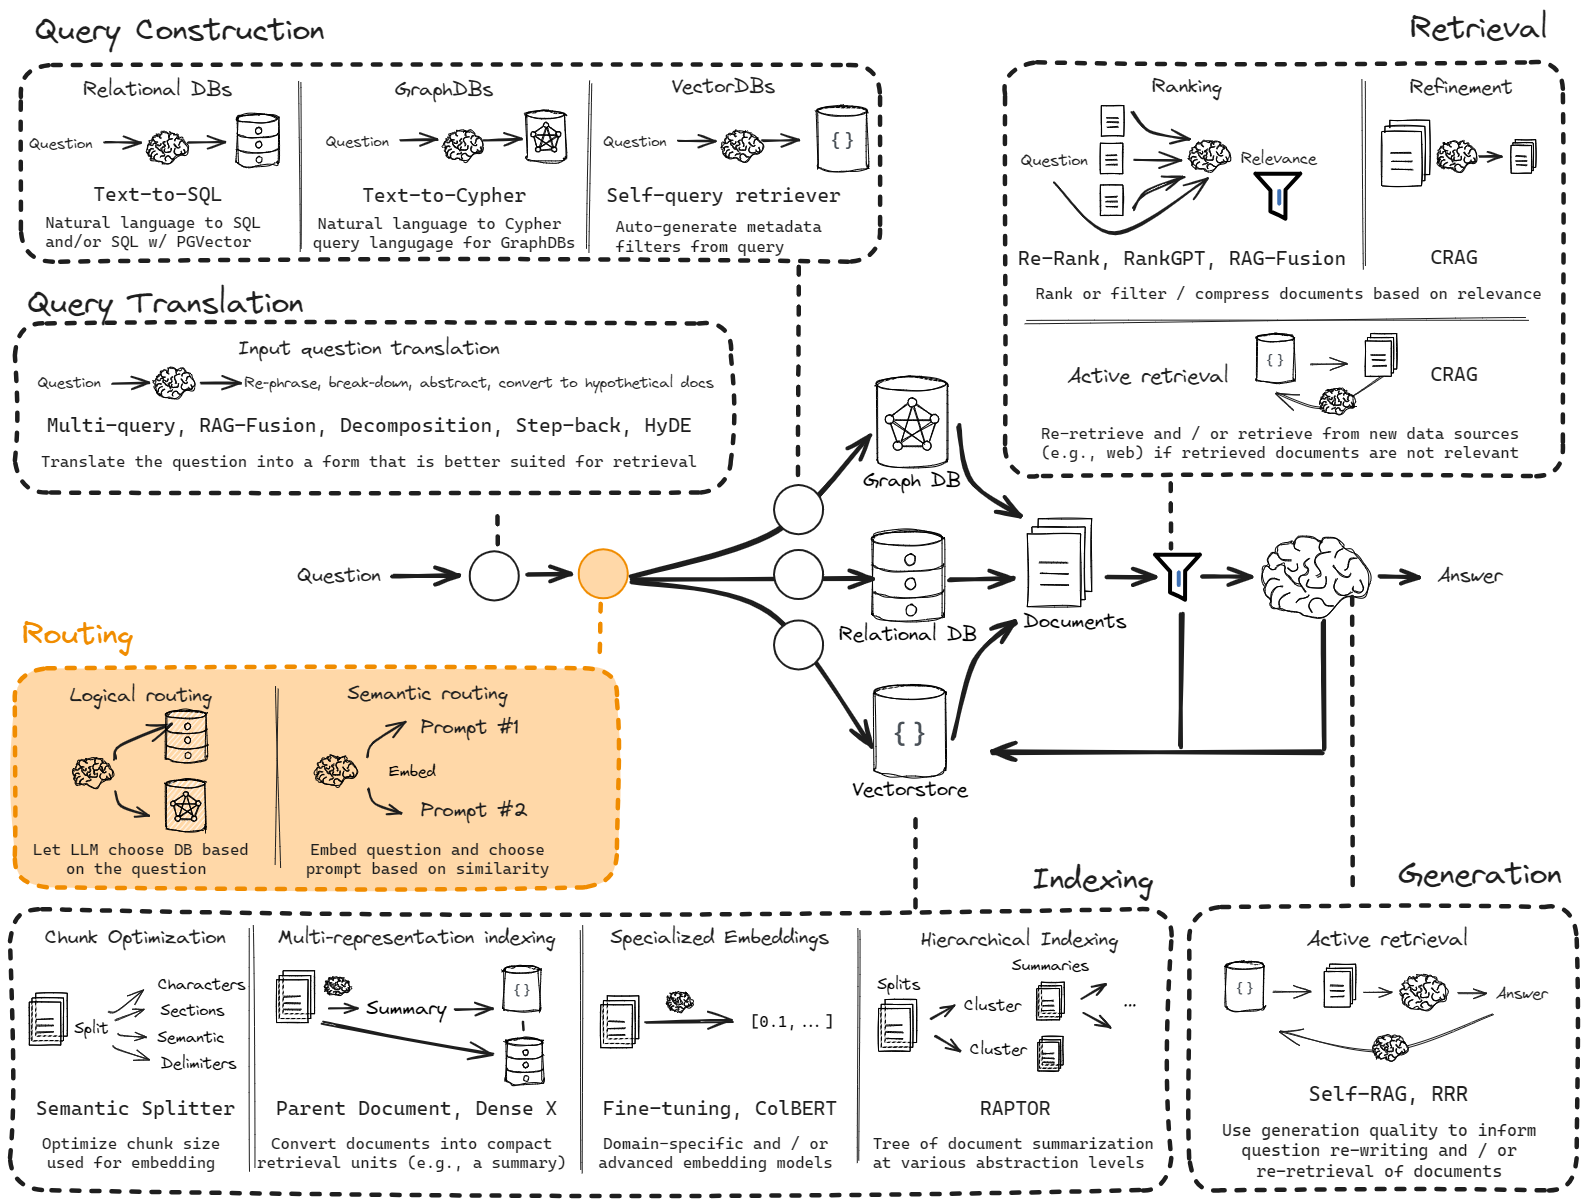 Query Construction
Relational DBs
Question
Text-to-SQL
Natural language to SQL
and/or SQL w/ PGVector
GraphDBs
Question
Text-to-Cypher
Natural language to Cypher
query langugage for GraphDBs
VectorDBs
Question
{}
Self-query retriever
Auto-generate metadata
filters from query
Retrieval
Ranking
Question
Relevance
Re-Rank, RankGPT, RAG-Fusion
Refinement
CRAG
Rank or filter / compress documents based on relevance
Active retrieval
{}
CRAG
Re-retrieve and / or retrieve from new data sources
(e.g., web) if retrieved documents are not relevant
Query Translation
Input question translation
Question
Re-phrase, break-down, abstract, convert to hypothetical docs
Multi-query, RAG-Fusion, Decomposition, Step-back, HyDE
Translate the question into a form that is better suited for retrieval
Question
Graph DB
Relational DB
{}
Vectorstore
Documents
Answer
Routing
Logical routing
Let LLM choose DB based
on the question
Semantic routing
Prompt #1
Embed
Prompt #2
Embed question and choose
prompt based on similarity
Indexing
Chunk Optimization
Split
Characters
Sections
Semantic
Delimiters
Semantic Splitter
Optimize chunk size
used for embedding
Multi-representation indexing
Summary
{}
Parent Document, Dense X
Convert documents into compact
retrieval units (e.g., a summary)
Specialized Embeddings
[0.1, ...]
Fine-tuning, ColBERT
Domain-specific and / or
advanced embedding models
Hierarchical Indexing
Summaries
Splits
Cluster
...
Cluster
RAPTOR
Tree of document summarization
at various abstraction levels
Generation
Active retrieval
{}
Answer
Self-RAG, RRR
Use generation quality to inform
question re-writing and / or
re-retrieval of documents